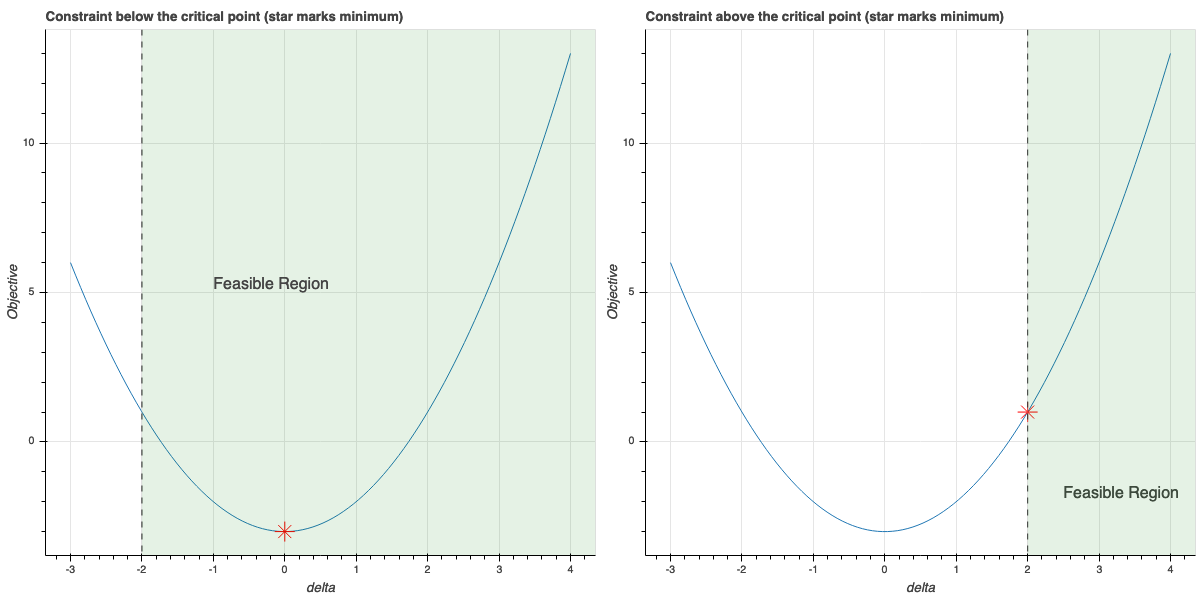 Constraint below the critical point (star marks minimum)
10
5
0
Objective
Feasible Region
-3 -2 -1 0 1 2 3 4
delta
Constraint above the critical point (star marks minimum)
10
5
0
Objective
Feasible Region
-3 -2 -1 0 1 2 3 4
delta